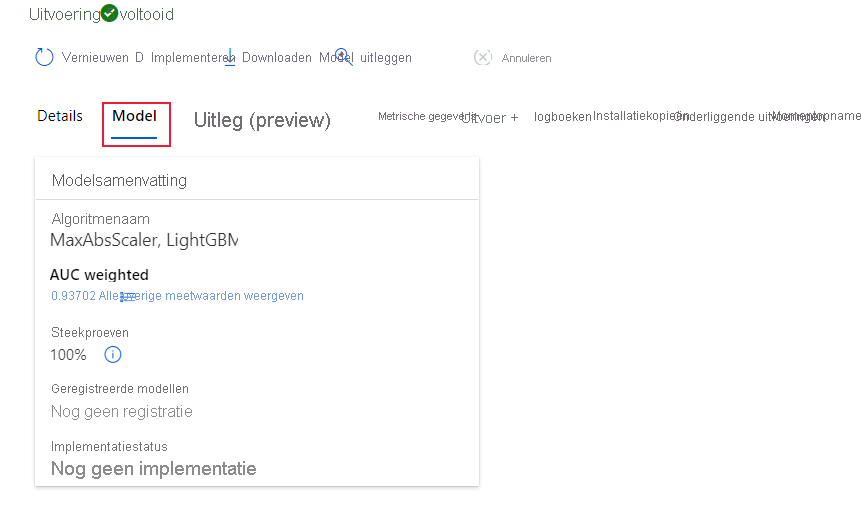 Uitvoering voltooid
Vernieuwen D Implementeren Downloaden Model uitleggen Annuleren
Details Model Uitleg (preview) Metrische gegevens Uitvoer + logboeken Installatiekopieën Onderliggende uitvoeringen Momentopname
Modelsamenvatting
Algoritmenaam
MaxAbsScaler, LightGBM
AUC weighted
0.93702 Alle overige meetwaarden weergeven
Steekproeven
100%
Geregistreerde modellen
Nog geen registratie
Implementatiestatus
Nog geen implementatie